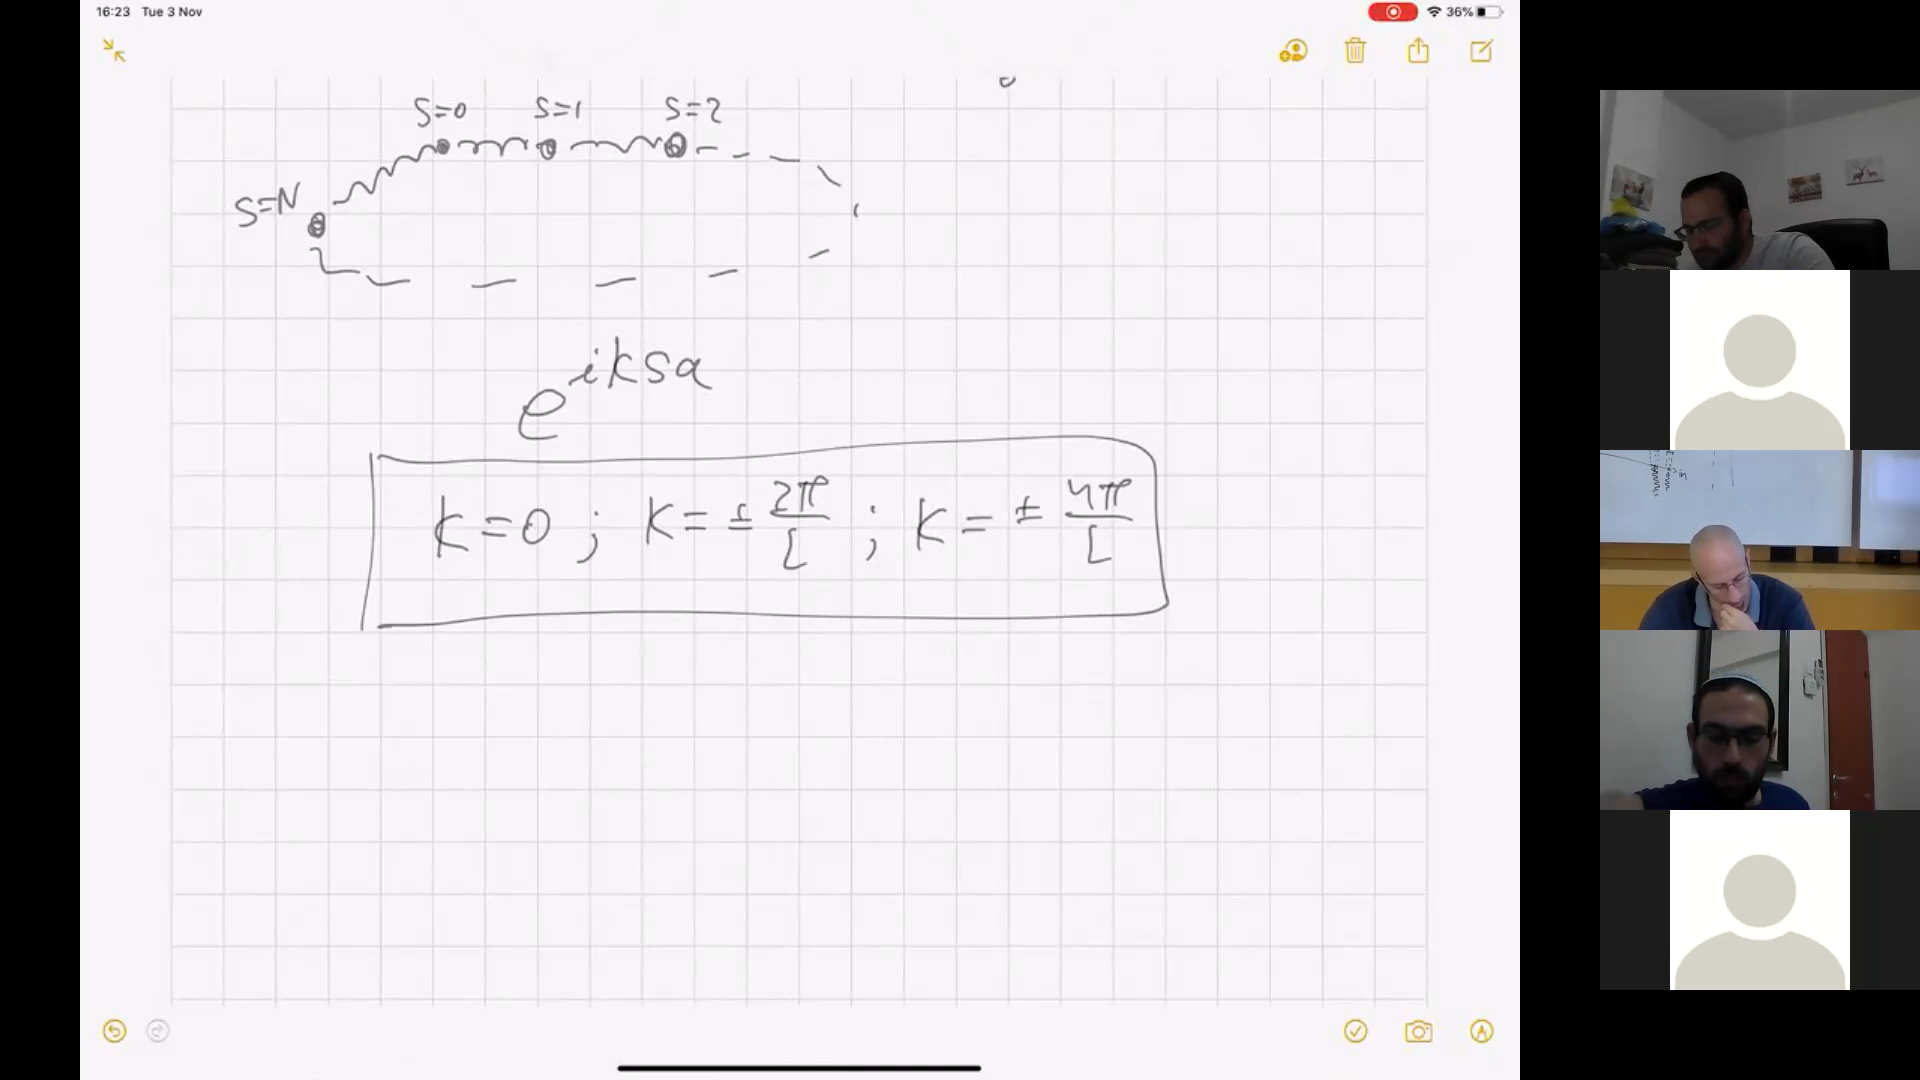 16:23 Tue 3 Nov 36%
S=0 S=1 S=2
S=N
e^{iksa}
K=0 ; K=± 2π/L ; K=± 4π/L